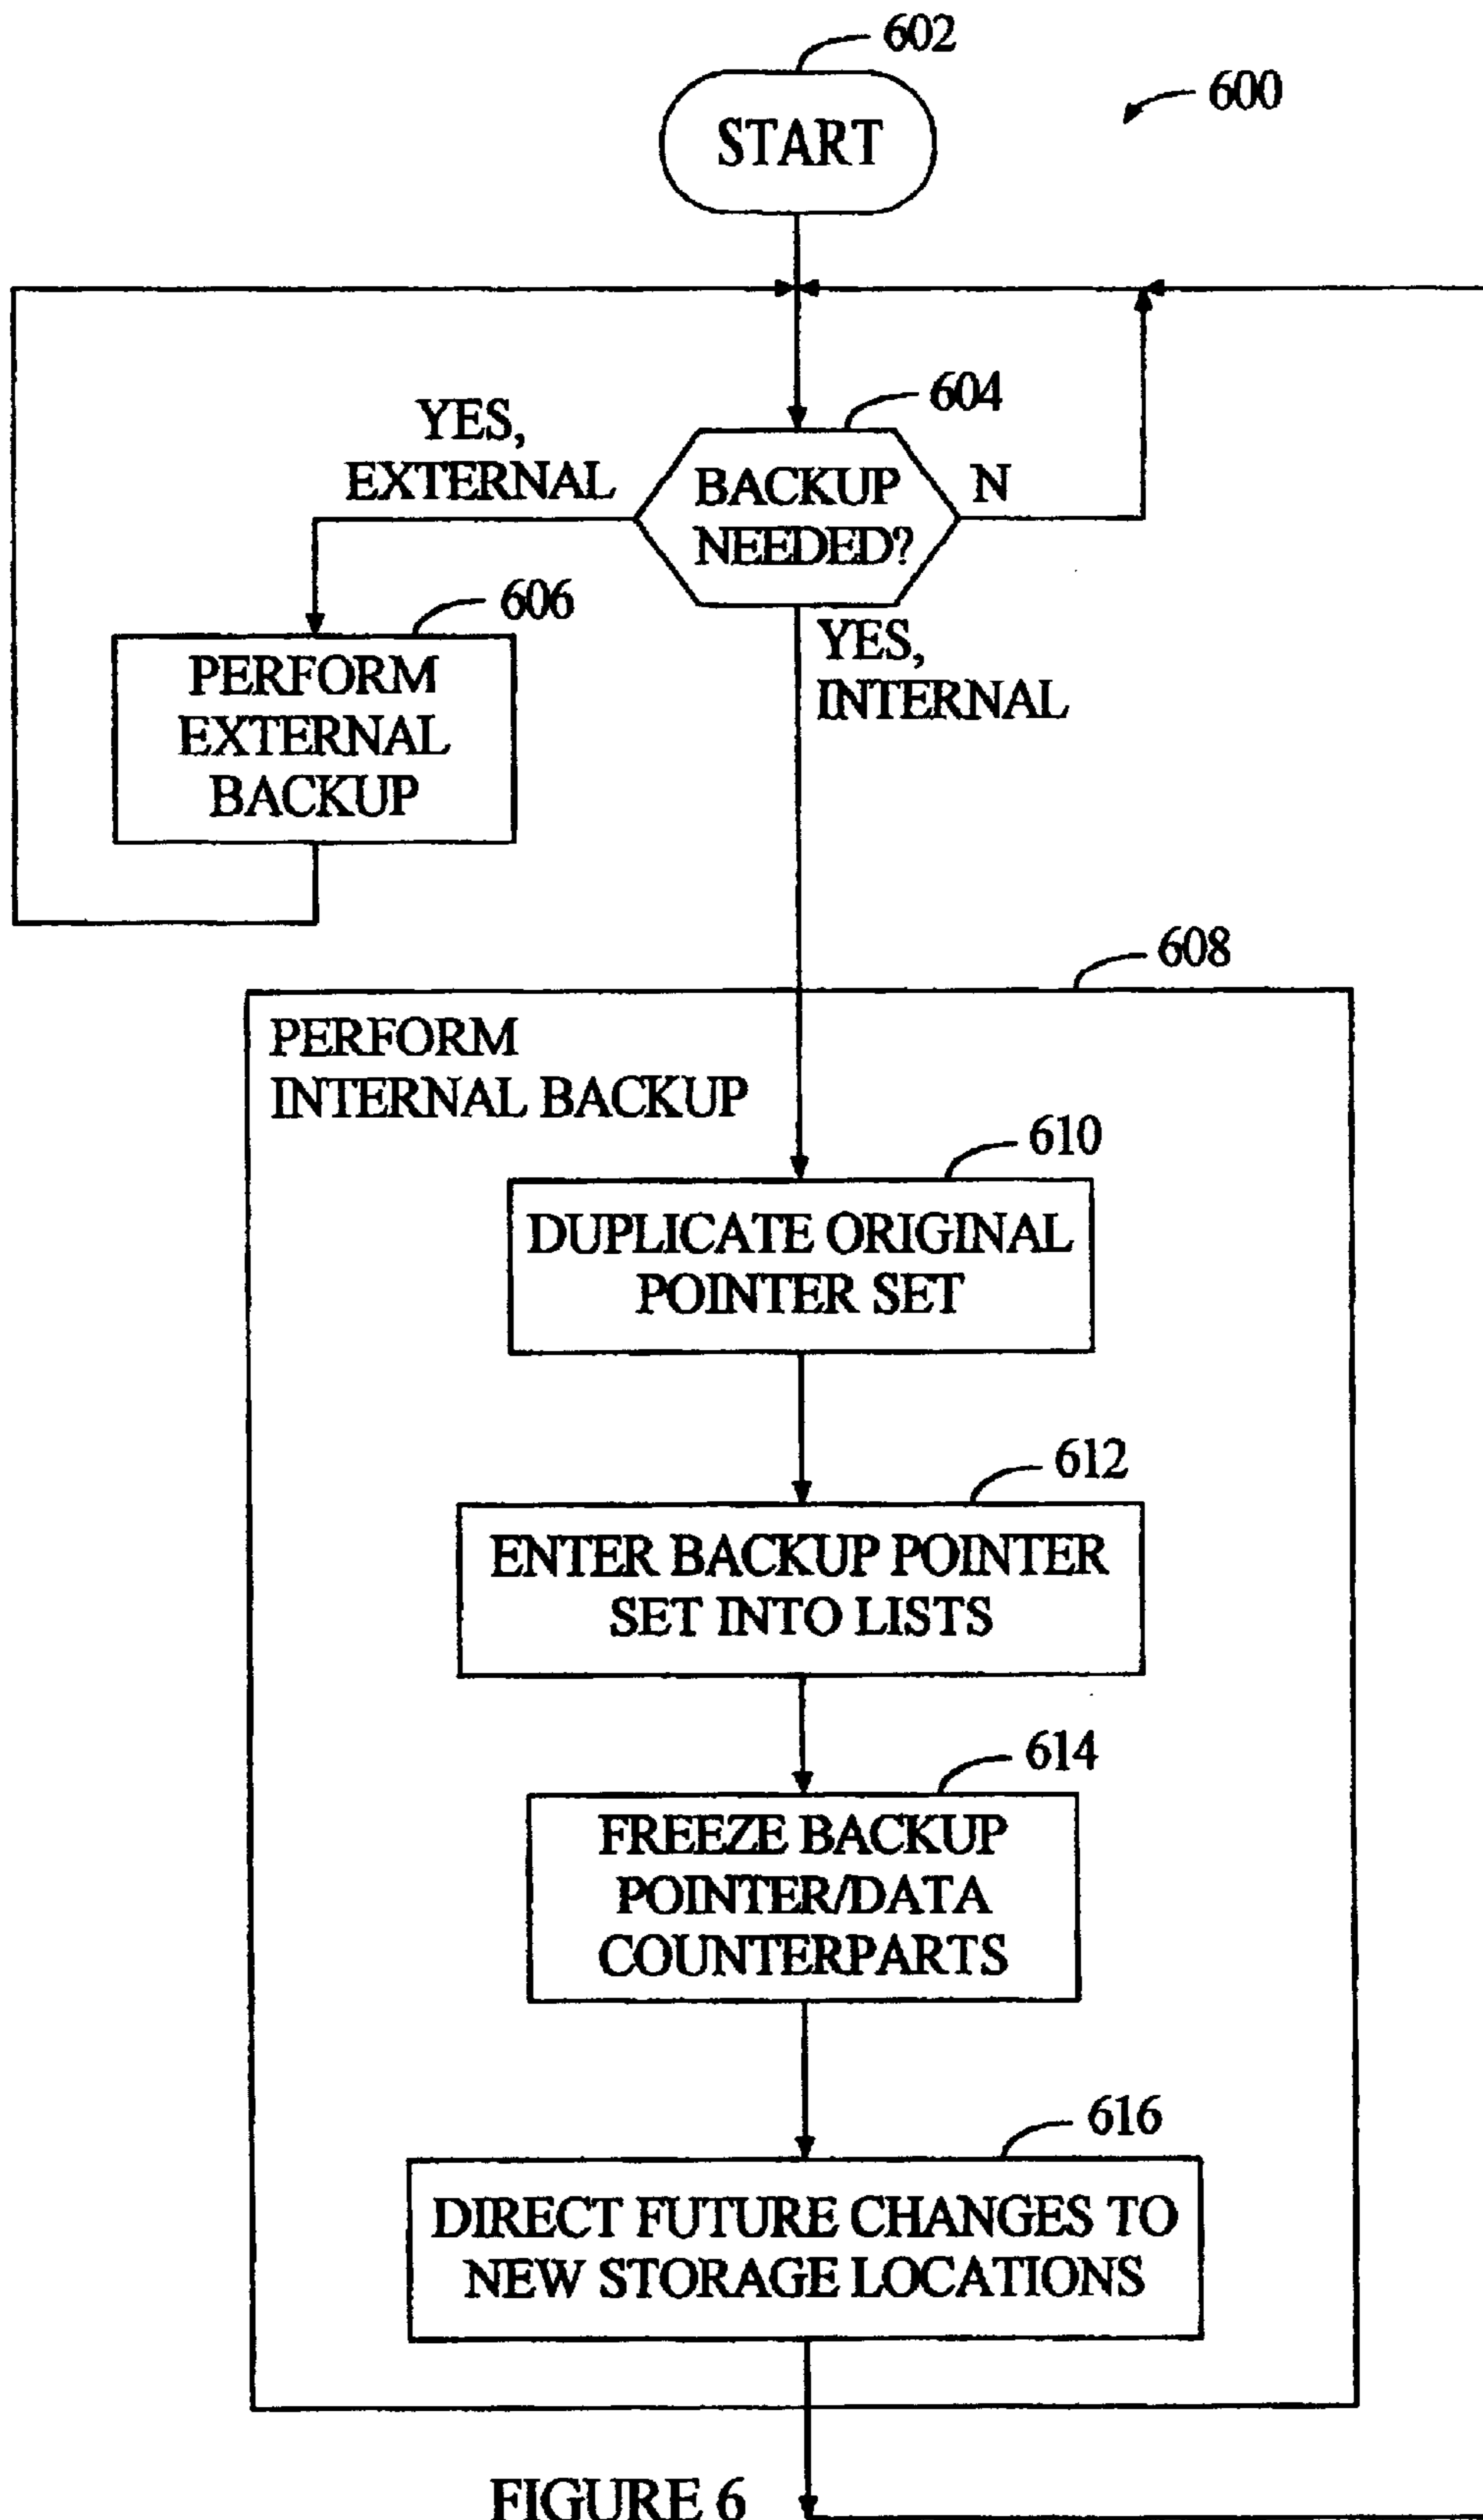 602
600
START
604
YES,
EXTERNAL
BACKUP
NEEDED?
N
606
PERFORM
EXTERNAL
BACKUP
YES,
INTERNAL
608
PERFORM
INTERNAL BACKUP
610
DUPLICATE ORIGINAL
POINTER SET
612
ENTER BACKUP POINTER
SET INTO LISTS
614
FREEZE BACKUP
POINTER/DATA
COUNTERPARTS
616
DIRECT FUTURE CHANGES TO
NEW STORAGE LOCATIONS
FIGURE 6